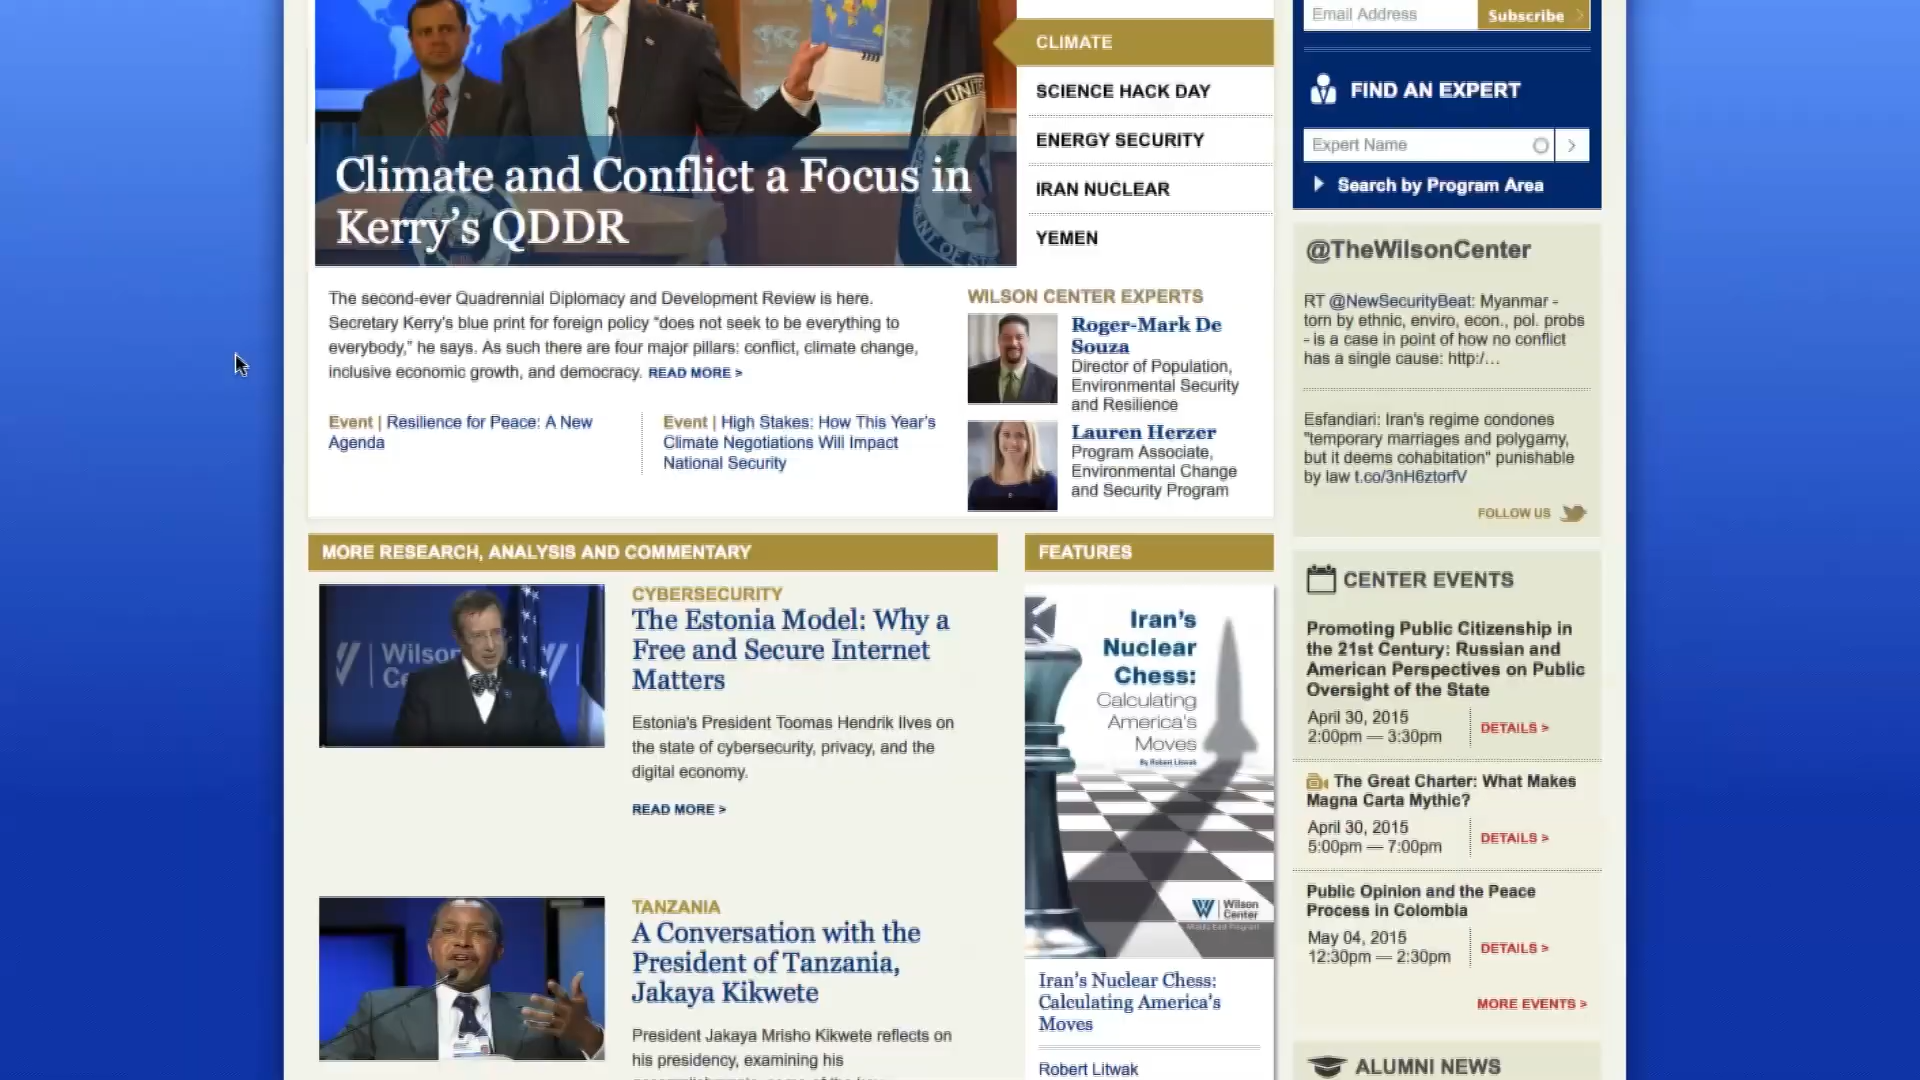 Email Address
Subscribe
CLIMATE
SCIENCE HACK DAY
ENERGY SECURITY
IRAN NUCLEAR
YEMEN
Climate and Conflict a Focus in
Kerry’s QDDR
FIND AN EXPERT
Expert Name
Search by Program Area
The second-ever Quadrennial Diplomacy and Development Review is here.
Secretary Kerry's blue print for foreign policy “does not seek to be everything to
everybody,” he says. As such there are four major pillars: conflict, climate change,
inclusive economic growth, and democracy. READ MORE >
Event | Resilience for Peace: A New
Agenda
Event | High Stakes: How This Year's
Climate Negotiations Will Impact
National Security
WILSON CENTER EXPERTS
Roger-Mark De
Souza
Director of Population,
Environmental Security
and Resilience
Lauren Herzer
Program Associate,
Environmental Change
and Security Program
@TheWilsonCenter
RT @NewSecurityBeat: Myanmar -
torn by ethnic, enviro, econ., pol. probs
- is a case in point of how no conflict
has a single cause: http:/...
Esfandiari: Iran's regime condones
"temporary marriages and polygamy,
but it deems cohabitation" punishable
by law t.co/3nH6ztorfV
FOLLOW US
MORE RESEARCH, ANALYSIS AND COMMENTARY
CYBERSECURITY
The Estonia Model: Why a
Free and Secure Internet
Matters
Estonia's President Toomas Hendrik Ilves on
the state of cybersecurity, privacy, and the
digital economy.
READ MORE >
TANZANIA
A Conversation with the
President of Tanzania,
Jakaya Kikwete
President Jakaya Mrisho Kikwete reflects on
his presidency, examining his
FEATURES
Iran's
Nuclear
Chess:
Calculating
America's
Moves
By Robert Litwak
Wilson
Center
Middle East Program
Iran’s Nuclear Chess:
Calculating America’s
Moves
Robert Litwak
CENTER EVENTS
Promoting Public Citizenship in
the 21st Century: Russian and
American Perspectives on Public
Oversight of the State
April 30, 2015
2:00pm — 3:30pm
DETAILS >
The Great Charter: What Makes
Magna Carta Mythic?
April 30, 2015
5:00pm — 7:00pm
DETAILS >
Public Opinion and the Peace
Process in Colombia
May 04, 2015
12:30pm — 2:30pm
DETAILS >
MORE EVENTS >
ALUMNI NEWS